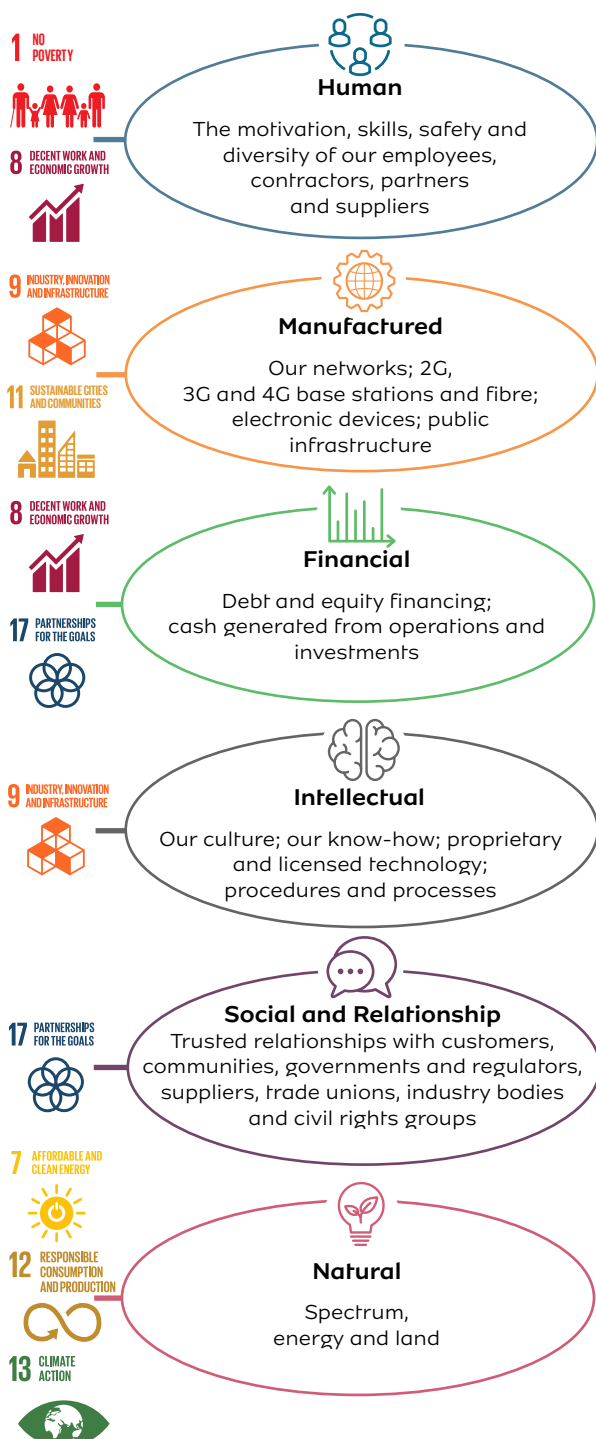 1 NO
POVERTY
8 DECENT WORK AND
ECONOMIC GROWTH
Human
The motivation, skills, safety and
diversity of our employees,
contractors, partners
and suppliers
9 INDUSTRY, INNOVATION
AND INFRASTRUCTURE
11 SUSTAINABLE CITIES
AND COMMUNITIES
Manufactured
Our networks; 2G,
3G and 4G base stations and fibre;
electronic devices; public
infrastructure
8 DECENT WORK AND
ECONOMIC GROWTH
17 PARTNERSHIPS
FOR THE GOALS
Financial
Debt and equity financing;
cash generated from operations and
investments
9 INDUSTRY, INNOVATION
AND INFRASTRUCTURE
Intellectual
Our culture; our know-how; proprietary
and licensed technology;
procedures and processes
17 PARTNERSHIPS
FOR THE GOALS
Social and Relationship
Trusted relationships with customers,
communities, governments and regulators,
suppliers, trade unions, industry bodies
and civil rights groups
7 AFFORDABLE AND
CLEAN ENERGY
12 RESPONSIBLE
CONSUMPTION
AND PRODUCTION
13 CLIMATE
ACTION
Natural
Spectrum,
energy and land